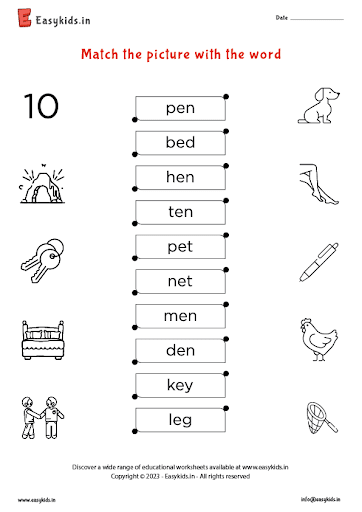 E Easykids.in
Date
Match the picture with the word
10
pen
bed
hen
ten
pet
net
men
den
key
leg
Discover a wide range of educational worksheets available at www.easykids.in
Copyright © 2023 - Easykids.in - All rights reserved
www.easykids.in
info@easykids.in